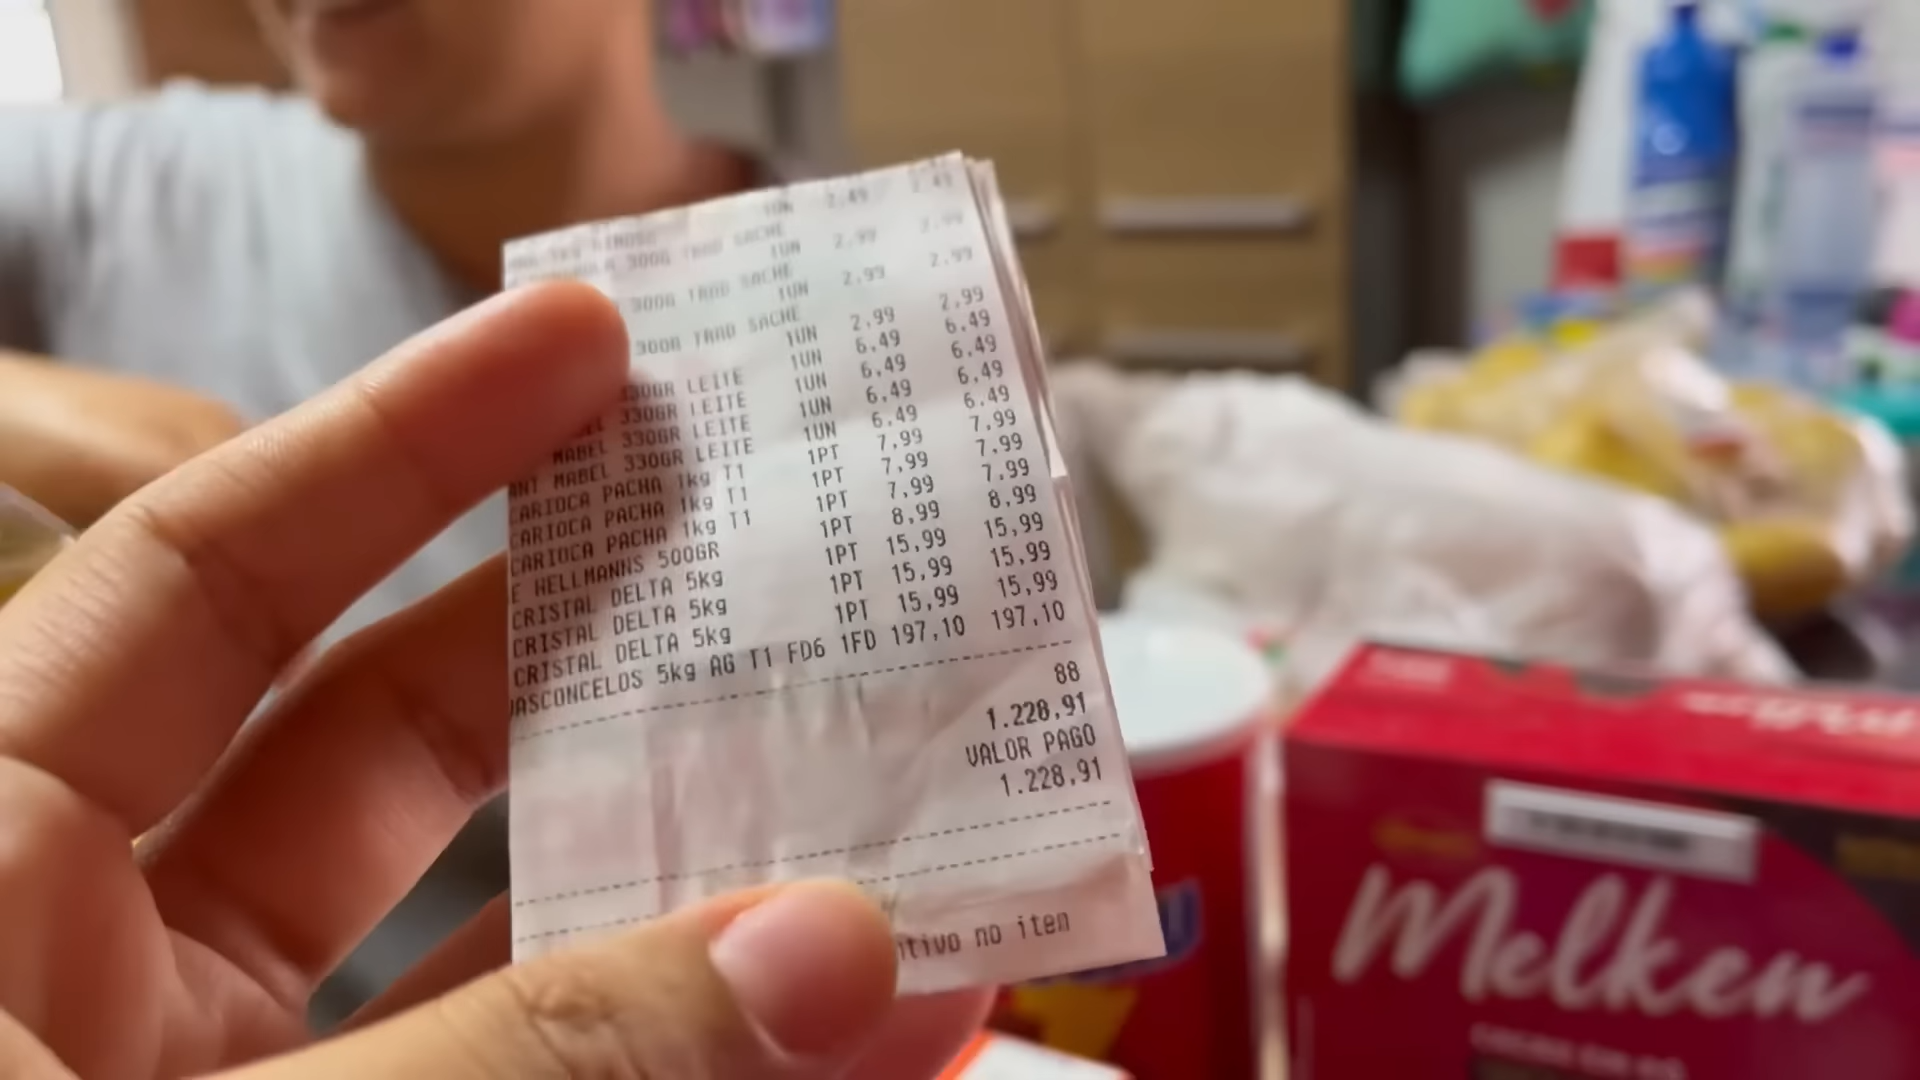 1UN 2,49 2,49
300G TRAD SACHE
1UN 2,99 2,99
300G TRAD SACHE
1UN 2,99 2,99
300G TRAD SACHE
1UN 2,99 2,99
330GR LEITE 1UN 6,49 6,49
330GR LEITE 1UN 6,49 6,49
MABEL 330GR LEITE 1UN 6,49 6,49
ANT MABEL 330GR LEITE 1UN 6,49 6,49
CARIOCA PACHA 1kg T1 1PT 7,99 7,99
CARIOCA PACHA 1kg T1 1PT 7,99 7,99
CARIOCA PACHA 1kg T1 1PT 7,99 7,99
E HELLMANNS 500GR 1PT 8,99 8,99
CRISTAL DELTA 5kg 1PT 15,99 15,99
CRISTAL DELTA 5kg 1PT 15,99 15,99
CRISTAL DELTA 5kg 1PT 15,99 15,99
VASCONCELOS 5kg AG T1 FD6 1FD 197,10 197,10
88
1.228,91
VALOR PAGO
1.228,91
ntivo no iten
Melken